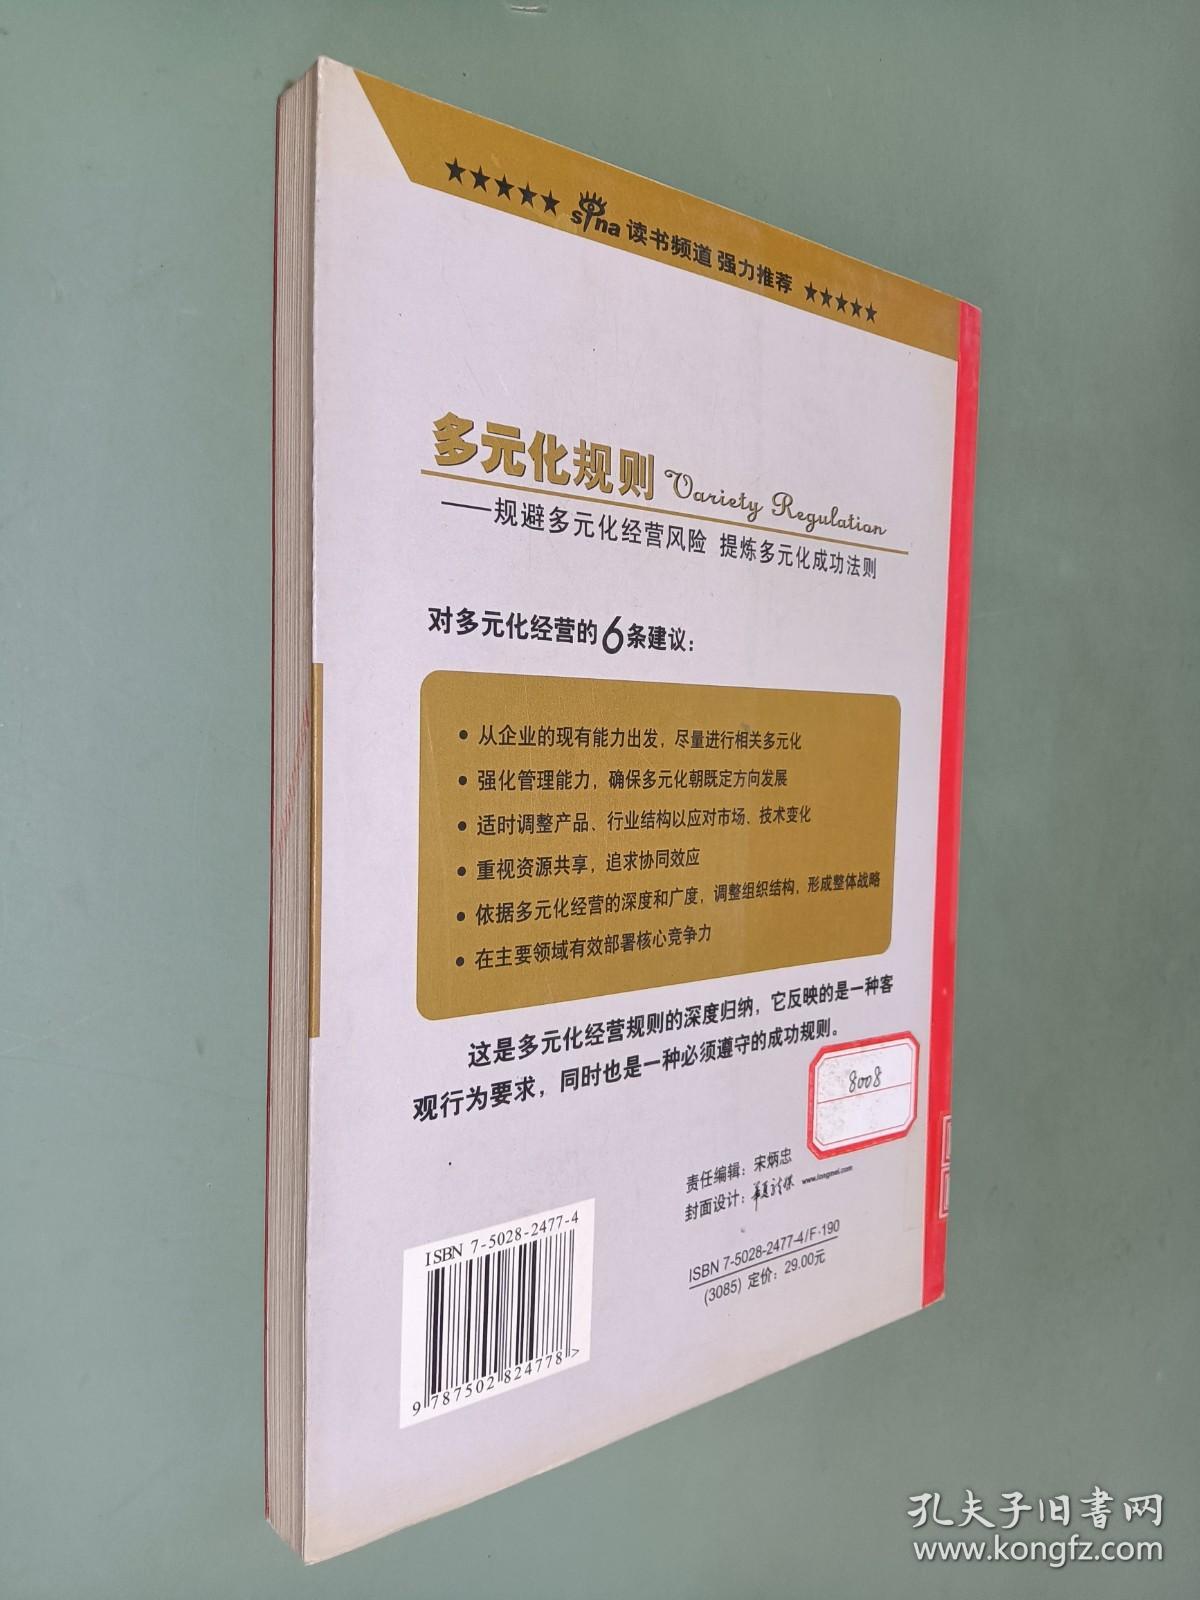 ★★★★★ sina 读书频道 强力推荐 ★★★★★
多元化规则 Variety Regulation
——规避多元化经营风险 提炼多元化成功法则
对多元化经营的6条建议：
● 从企业的现有能力出发，尽量进行相关多元化
● 强化管理能力，确保多元化朝既定方向发展
● 适时调整产品、行业结构以应对市场、技术变化
● 重视资源共享，追求协同效应
● 依据多元化经营的深度和广度，调整组织结构，形成整体战略
● 在主要领域有效部署核心竞争力
这是多元化经营规则的深度归纳，它反映的是一种客
观行为要求，同时也是一种必须遵守的成功规则。
8008
责任编辑：宋炳忠
封面设计： www.longmei.com
ISBN 7-5028-2477-4
9 787502 824778 >
ISBN 7-5028-2477-4/F·190
(3085) 定价：29.00元
孔夫子旧书网
www.kongfz.com